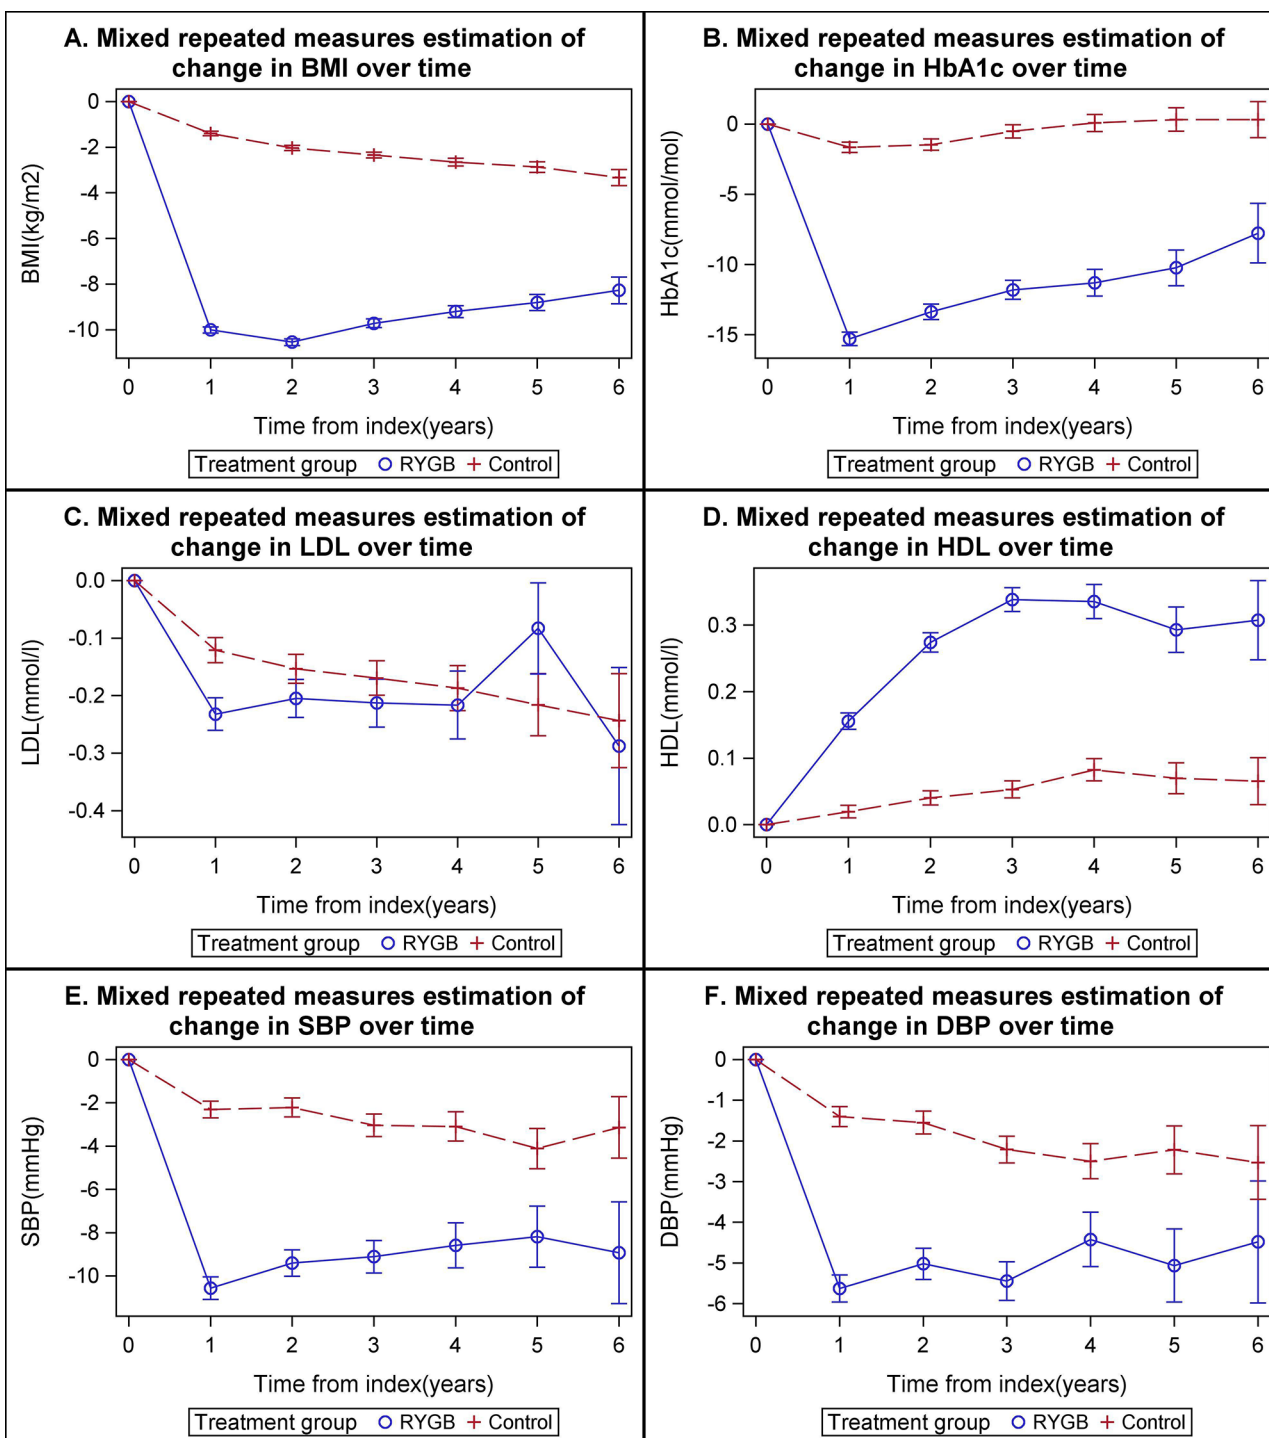 A. Mixed repeated measures estimation of
change in BMI over time
BMI(kg/m2)
0
-2
-4
-6
-8
-10
0 1 2 3 4 5 6
Time from index(years)
Treatment group RYGB Control
B. Mixed repeated measures estimation of
change in HbA1c over time
HbA1c(mmol/mol)
0
-5
-10
-15
0 1 2 3 4 5 6
Time from index(years)
Treatment group RYGB Control
C. Mixed repeated measures estimation of
change in LDL over time
LDL(mmol/l)
0.0
-0.1
-0.2
-0.3
-0.4
0 1 2 3 4 5 6
Time from index(years)
Treatment group RYGB Control
D. Mixed repeated measures estimation of
change in HDL over time
HDL(mmol/l)
0.3
0.2
0.1
0.0
0 1 2 3 4 5 6
Time from index(years)
Treatment group RYGB Control
E. Mixed repeated measures estimation of
change in SBP over time
SBP(mmHg)
0
-2
-4
-6
-8
-10
0 1 2 3 4 5 6
Time from index(years)
Treatment group RYGB Control
F. Mixed repeated measures estimation of
change in DBP over time
DBP(mmHg)
0
-1
-2
-3
-4
-5
-6
0 1 2 3 4 5 6
Time from index(years)
Treatment group RYGB Control